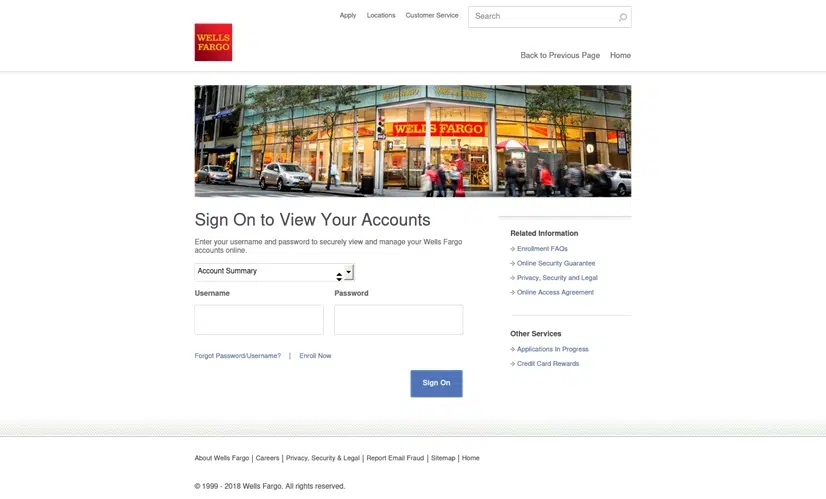 Apply Locations Customer Service Search
WELLS
FARGO
Back to Previous Page Home
WELLS FARGO
WELLS FARGO
Sign On to View Your Accounts
Enter your username and password to securely view and manage your Wells Fargo
accounts online.
Account Summary
Username Password
Forgot Password/Username? | Enroll Now
Sign On
Related Information
Enrollment FAQs
Online Security Guarantee
Privacy, Security and Legal
Online Access Agreement
Other Services
Applications In Progress
Credit Card Rewards
About Wells Fargo | Careers | Privacy, Security & Legal | Report Email Fraud | Sitemap | Home
© 1999 - 2018 Wells Fargo. All rights reserved.